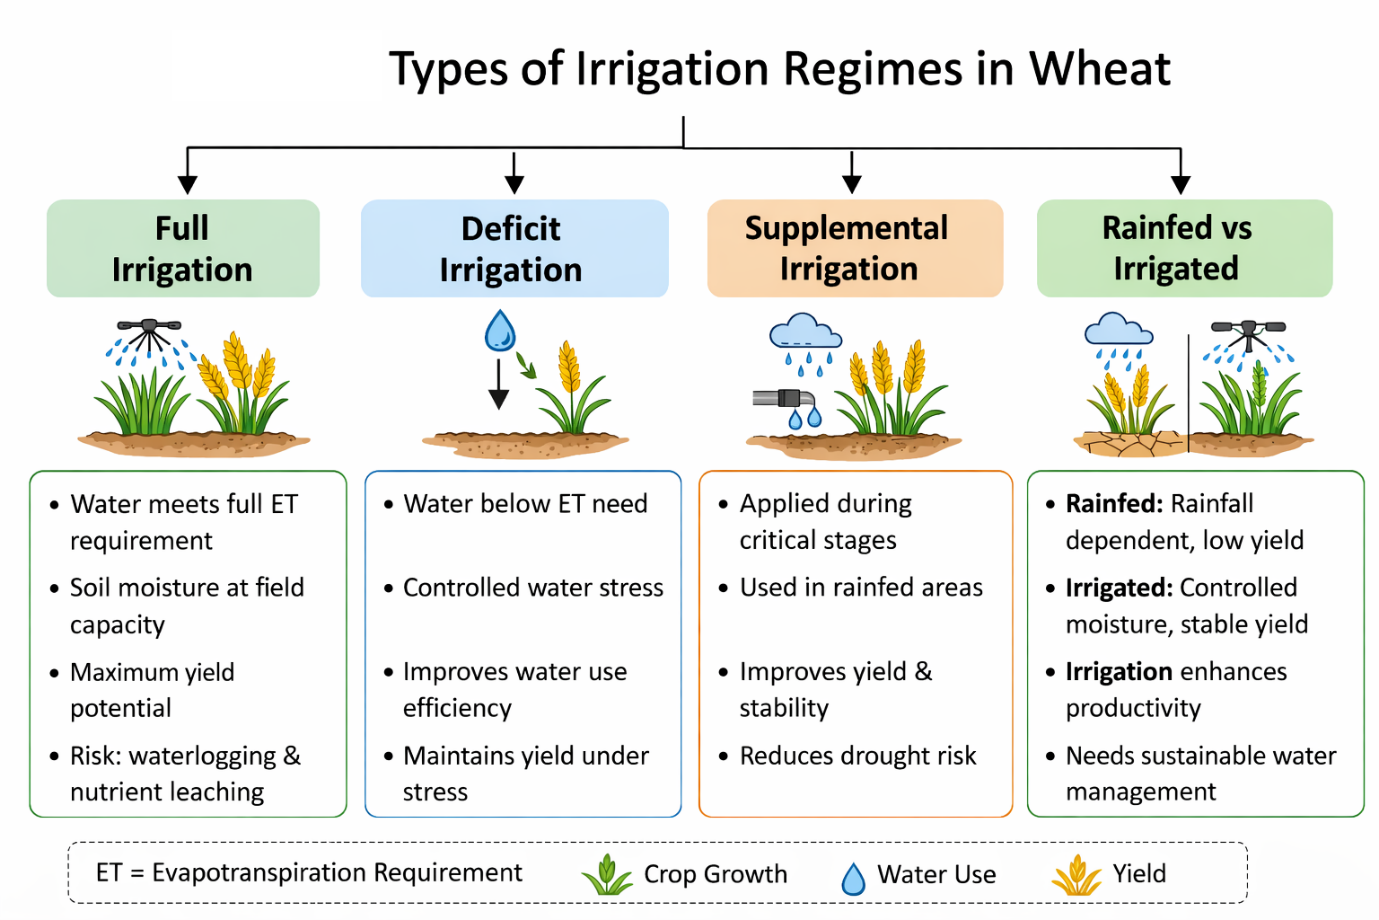 Types of Irrigation Regimes in Wheat
Full
Irrigation
Deficit
Irrigation
Supplemental
Irrigation
Rainfed vs
Irrigated
• Water meets full ET
requirement
• Soil moisture at field
capacity
• Maximum yield
potential
• Risk: waterlogging &
nutrient leaching
• Water below ET need
• Controlled water stress
• Improves water use
efficiency
• Maintains yield under
stress
• Applied during
critical stages
• Used in rainfed areas
• Improves yield &
stability
• Reduces drought risk
• Rainfed: Rainfall
dependent, low yield
• Irrigated: Controlled
moisture, stable yield
• Irrigation enhances
productivity
• Needs sustainable water
management
ET = Evapotranspiration Requirement
Crop Growth
Water Use
Yield